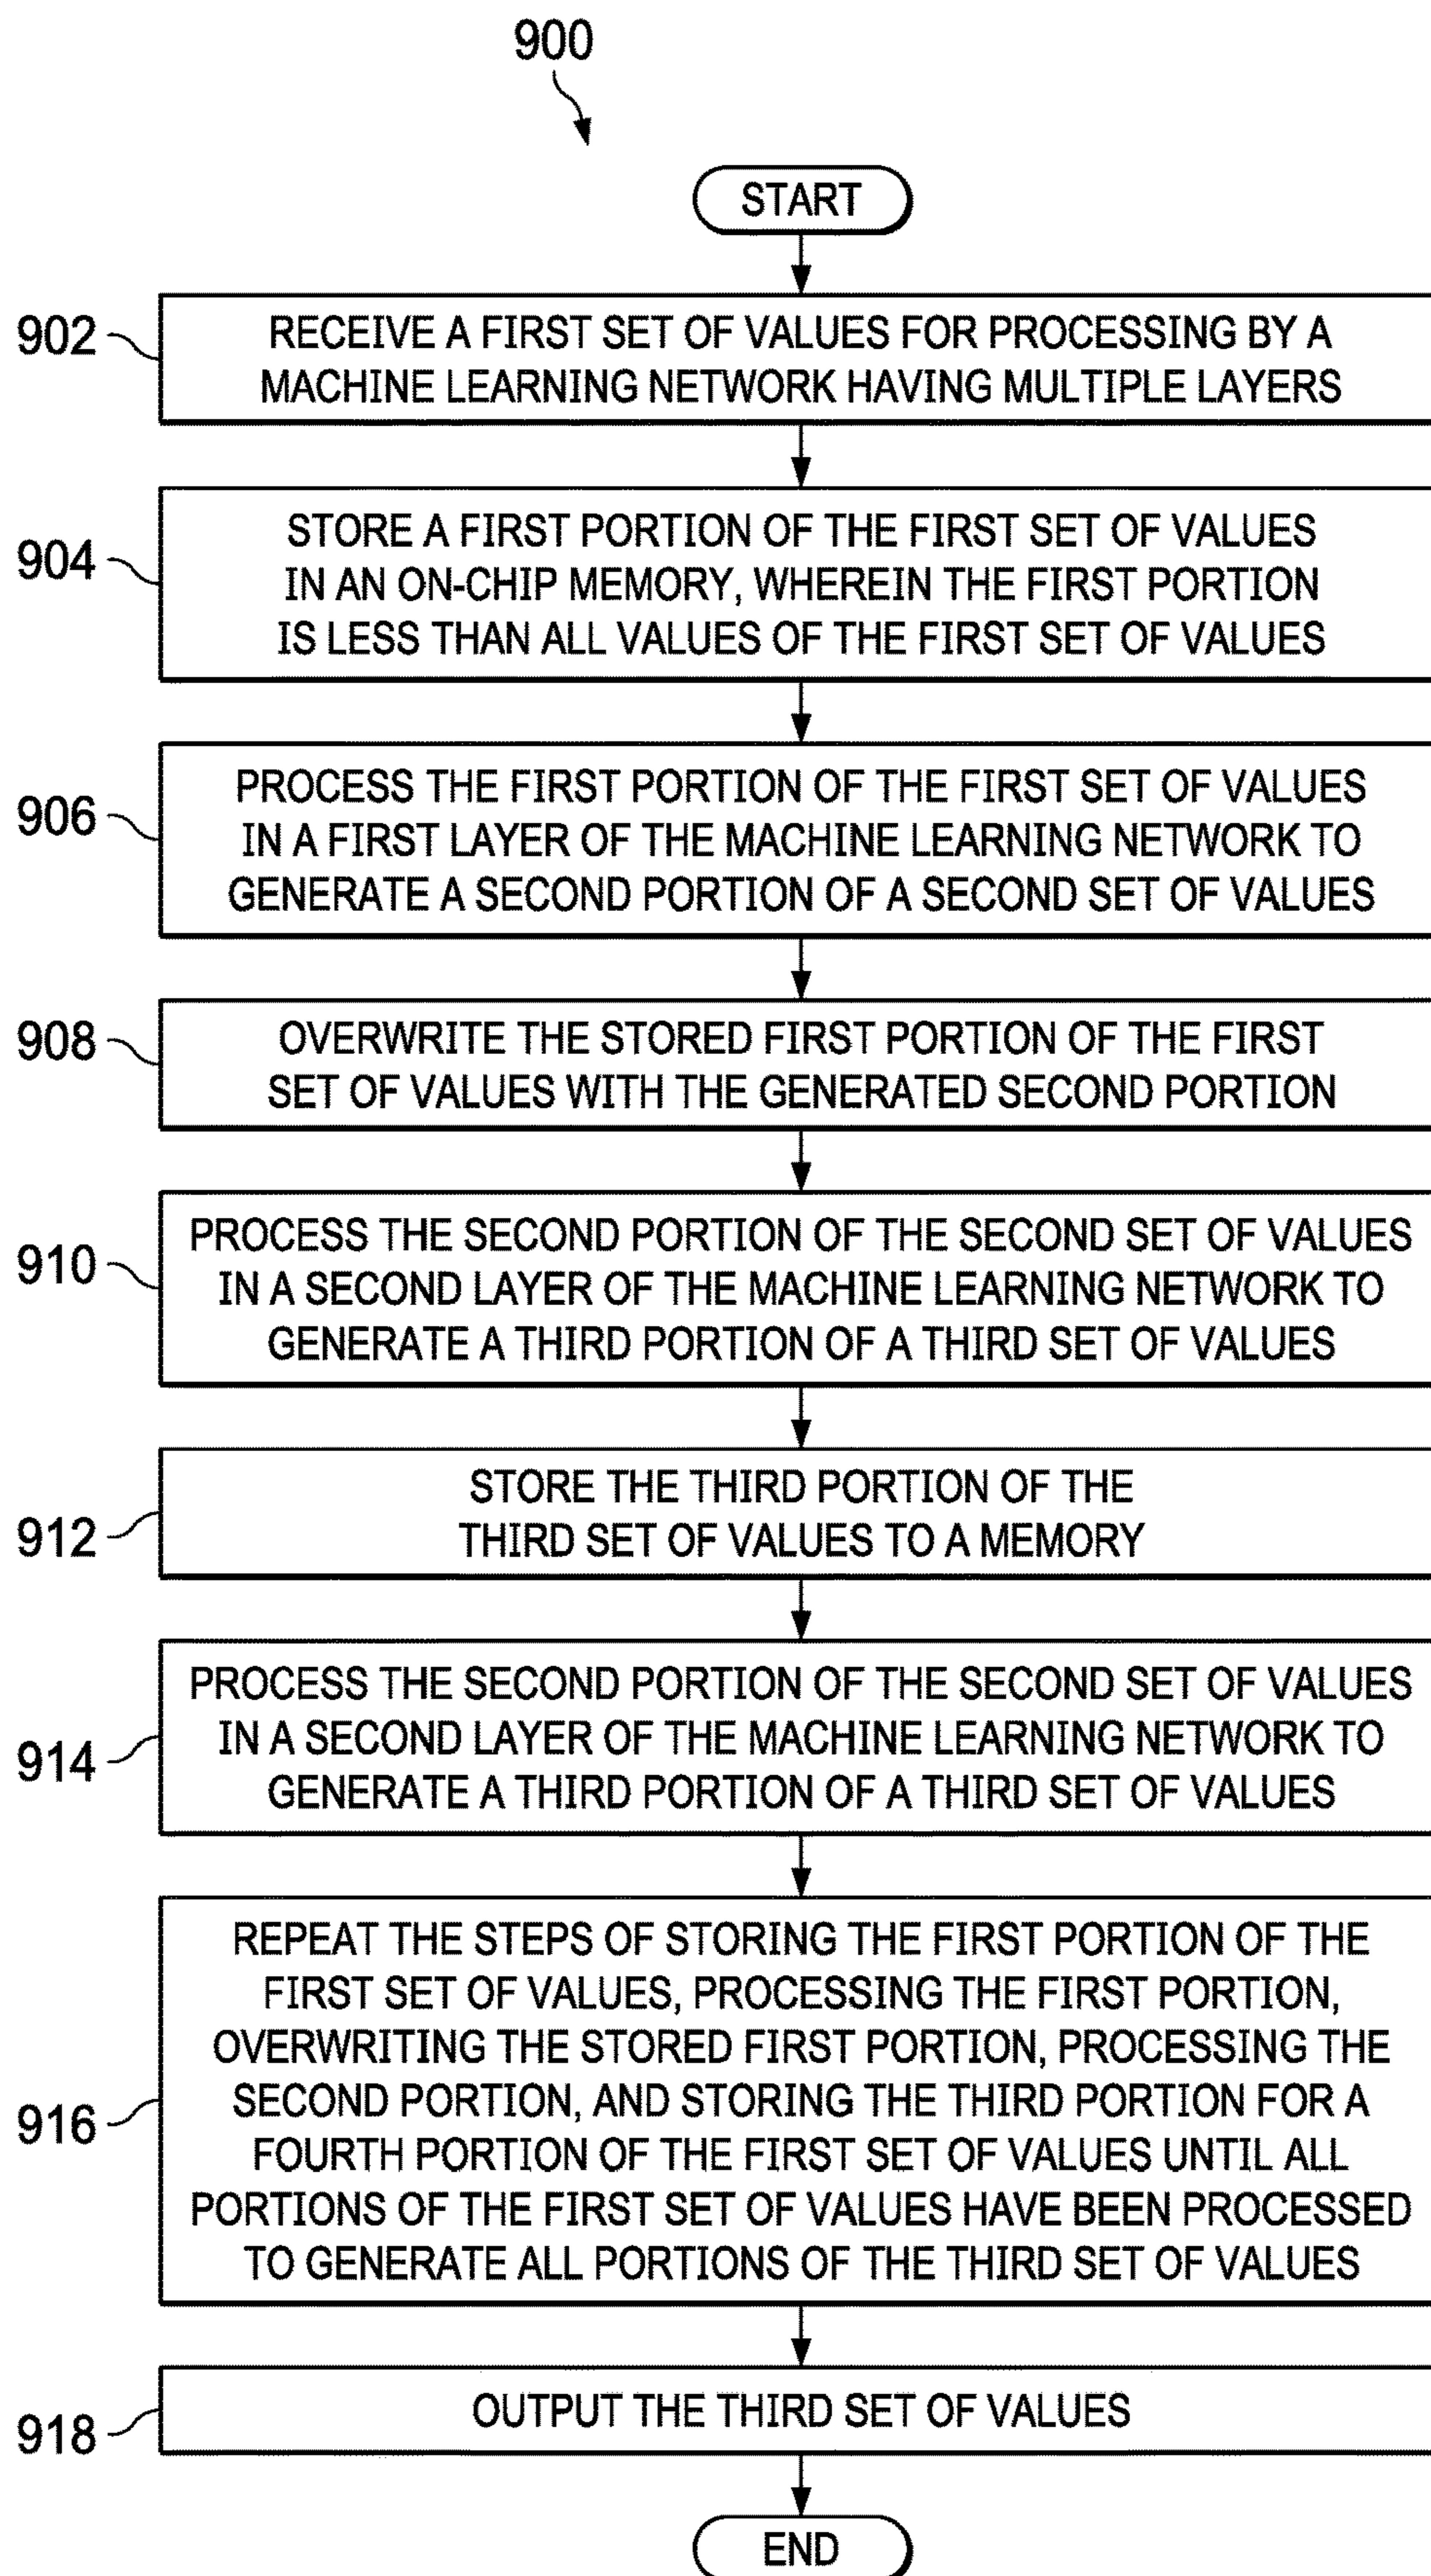 900
START
902
RECEIVE A FIRST SET OF VALUES FOR PROCESSING BY A
MACHINE LEARNING NETWORK HAVING MULTIPLE LAYERS
904
STORE A FIRST PORTION OF THE FIRST SET OF VALUES
IN AN ON-CHIP MEMORY, WHEREIN THE FIRST PORTION
IS LESS THAN ALL VALUES OF THE FIRST SET OF VALUES
906
PROCESS THE FIRST PORTION OF THE FIRST SET OF VALUES
IN A FIRST LAYER OF THE MACHINE LEARNING NETWORK TO
GENERATE A SECOND PORTION OF A SECOND SET OF VALUES
908
OVERWRITE THE STORED FIRST PORTION OF THE FIRST
SET OF VALUES WITH THE GENERATED SECOND PORTION
910
PROCESS THE SECOND PORTION OF THE SECOND SET OF VALUES
IN A SECOND LAYER OF THE MACHINE LEARNING NETWORK TO
GENERATE A THIRD PORTION OF A THIRD SET OF VALUES
912
STORE THE THIRD PORTION OF THE
THIRD SET OF VALUES TO A MEMORY
914
PROCESS THE SECOND PORTION OF THE SECOND SET OF VALUES
IN A SECOND LAYER OF THE MACHINE LEARNING NETWORK TO
GENERATE A THIRD PORTION OF A THIRD SET OF VALUES
916
REPEAT THE STEPS OF STORING THE FIRST PORTION OF THE
FIRST SET OF VALUES, PROCESSING THE FIRST PORTION,
OVERWRITING THE STORED FIRST PORTION, PROCESSING THE
SECOND PORTION, AND STORING THE THIRD PORTION FOR A
FOURTH PORTION OF THE FIRST SET OF VALUES UNTIL ALL
PORTIONS OF THE FIRST SET OF VALUES HAVE BEEN PROCESSED
TO GENERATE ALL PORTIONS OF THE THIRD SET OF VALUES
918
OUTPUT THE THIRD SET OF VALUES
END